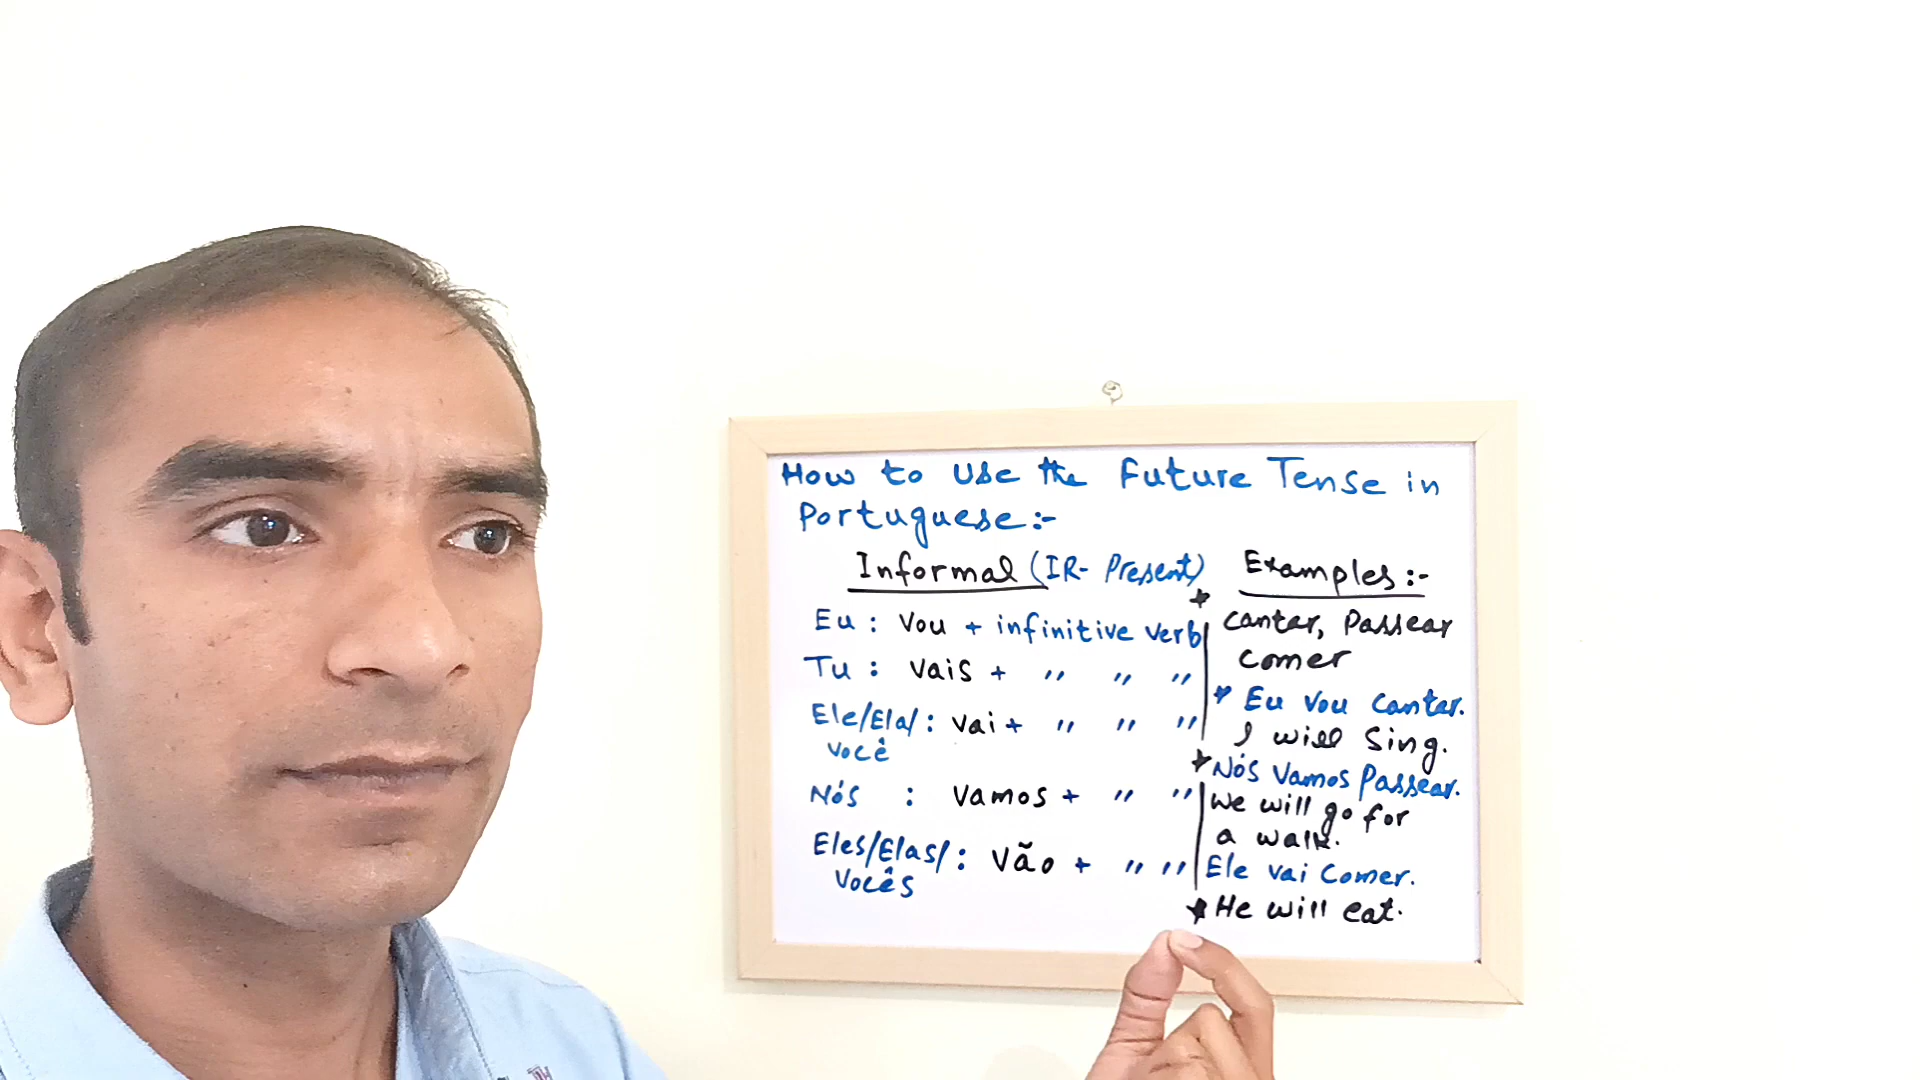 How to Use the Future Tense in
Portuguese:-
Informal (IR- Present)
Eu : Vou + infinitive verb
Tu : Vais + " " "
Ele/Ela/ : Vai + " " "
Você
Nós : Vamos + " "
Eles/Elas/ : Vão + " "
Vocês
Examples:-
* Cantar, Passear
Comer
* Eu Vou Cantar.
I will Sing.
* Nós Vamos Passear.
We will go for
a walk.
Ele vai Comer.
* He will eat.